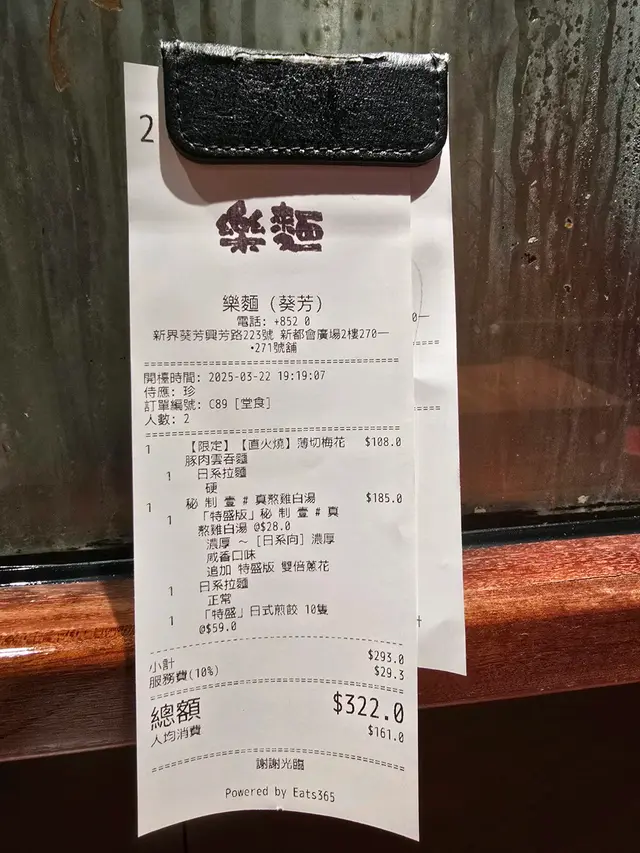 2
樂麵
樂麵 (葵芳)
電話: +852 0
新界葵芳興芳路223號 新都會廣場2樓270—
•271號舖
開檯時間: 2025-03-22 19:19:07
侍應: 珍
訂單編號: C89 [堂食]
人數: 2
1 【限定】【直火燒】薄切梅花 $108.0
豚肉雲吞麵
1 日系拉麵
硬
1 秘 制 壹 # 真熬雞白湯 $185.0
1 「特盛版」秘 制 壹 # 真
熬雞白湯 @$28.0
濃厚 ～ [日系向] 濃厚
咸香口味
追加 特盛版 雙倍蔥花
1 日系拉麵
正常
1 「特盛」日式煎餃 10隻
@$59.0
小計 $293.0
服務費(10%) $29.3
總額 $322.0
人均消費 $161.0
謝謝光臨
Powered by Eats365